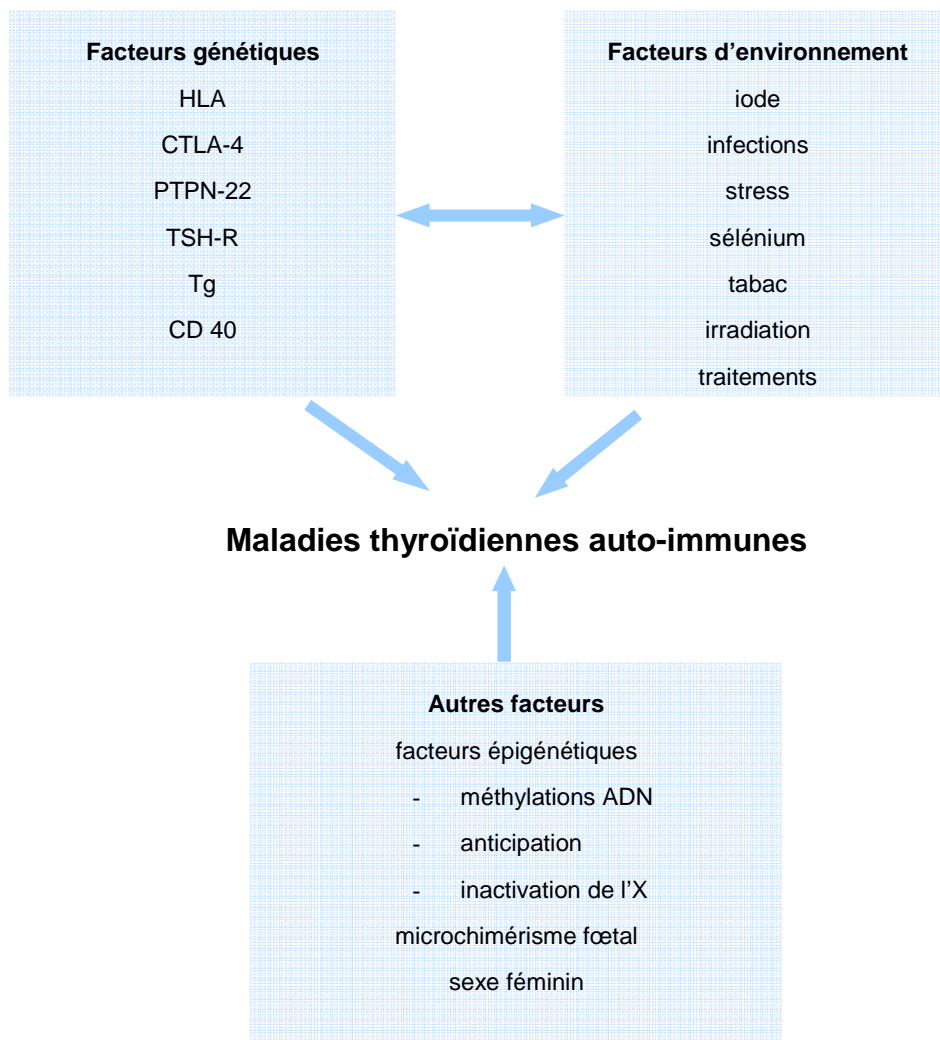 Facteurs génétiques
HLA
CTLA-4
PTPN-22
TSH-R
Tg
CD 40
Facteurs d'environnement
iode
infections
stress
sélénium
tabac
irradiation
traitements
Maladies thyroïdiennes auto-immunes
Autres facteurs
facteurs épigénétiques
- méthylations ADN
- anticipation
- inactivation de l'X
microchimérisme fœtal
sexe féminin